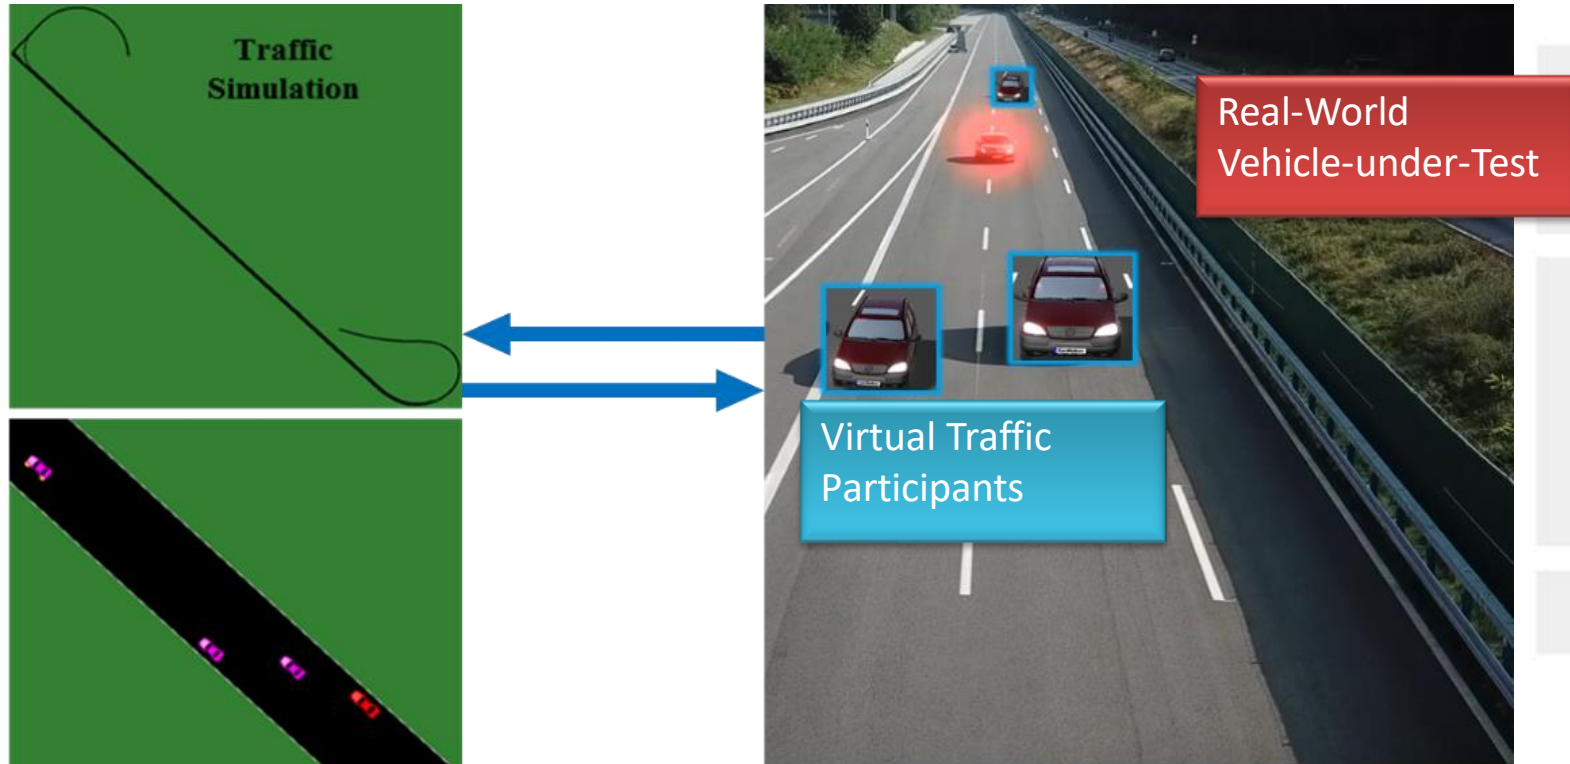 Traffic
Simulation
Real-World
Vehicle-under-Test
Virtual Traffic
Participants